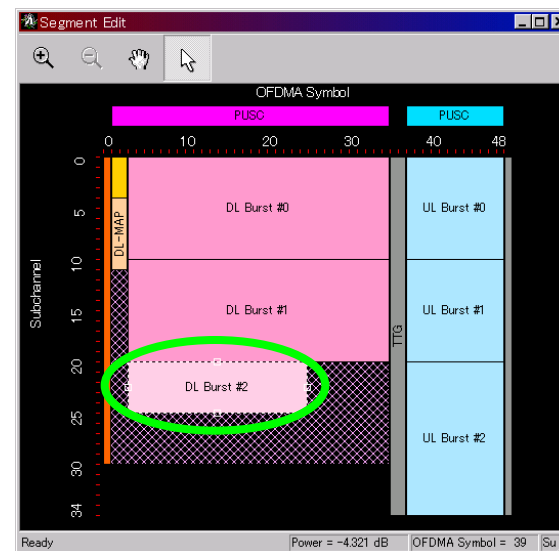 Segment Edit
OFDMA Symbol
PUSC PUSC
0 10 20 30 40 48
Subchannel
0
5
10
15
20
25
30
34
DL-MAP
DL Burst #0
DL Burst #1
DL Burst #2
TTG
UL Burst #0
UL Burst #1
UL Burst #2
Ready Power = -4.321 dB OFDMA Symbol = 39 Su